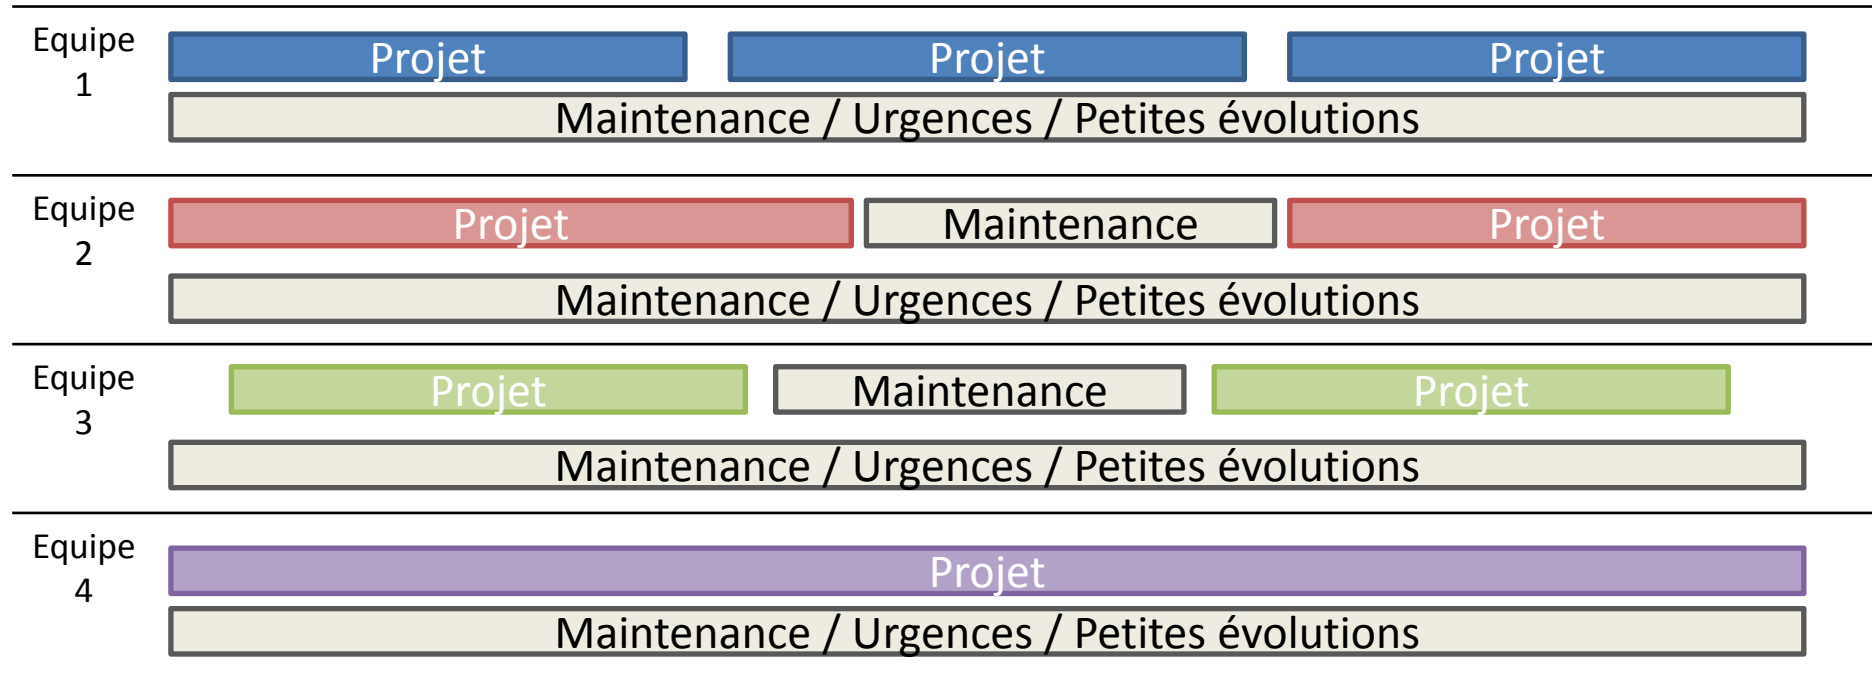 Equipe
1
Projet Projet Projet
Maintenance / Urgences / Petites évolutions
Equipe
2
Projet Maintenance Projet
Maintenance / Urgences / Petites évolutions
Equipe
3
Projet Maintenance Projet
Maintenance / Urgences / Petites évolutions
Equipe
4
Projet
Maintenance / Urgences / Petites évolutions